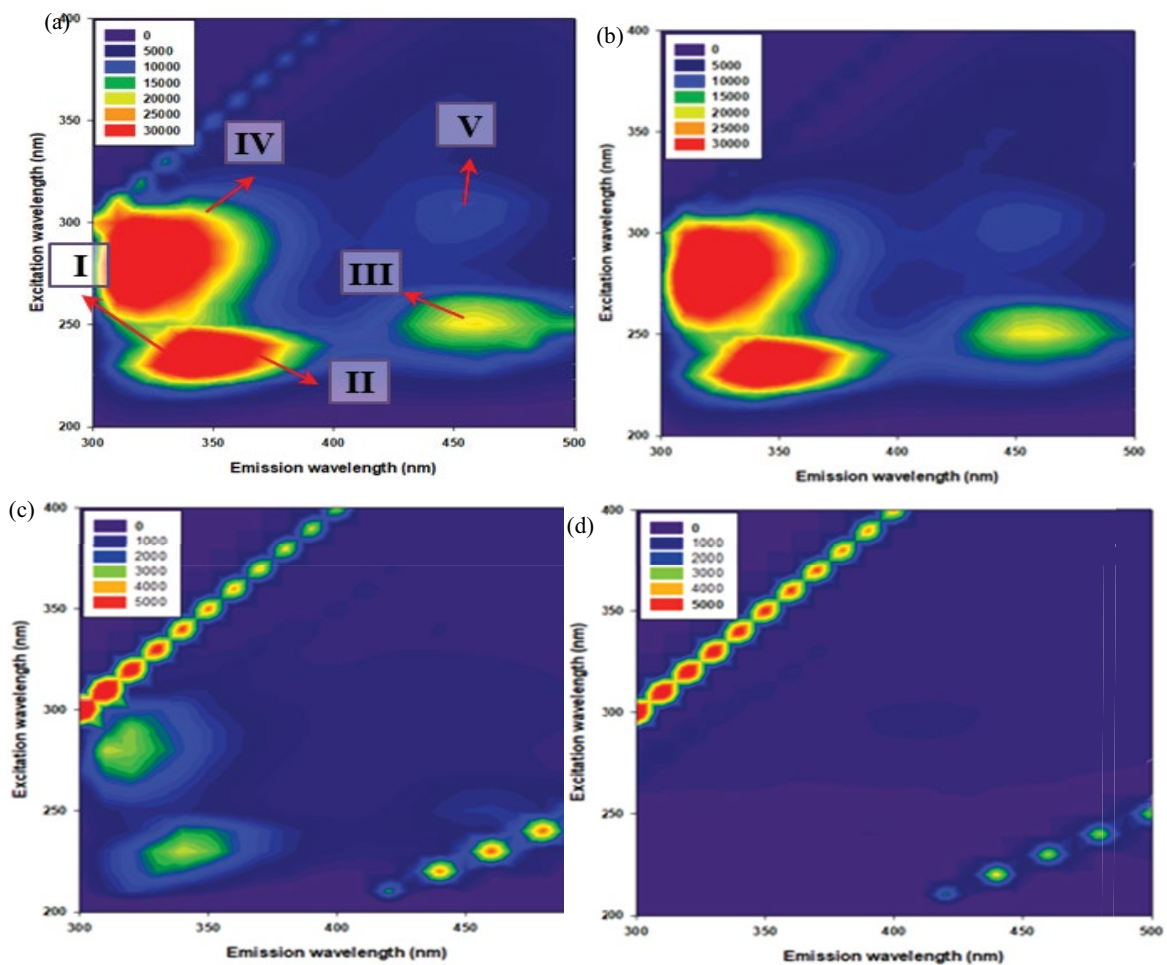 (a)
0
5000
10000
15000
20000
25000
30000
400
350
300
250
200
Excitation wavelength (nm)
I
II
III
IV
V
300 350 400 450 500
Emission wavelength (nm)
(b)
0
5000
10000
15000
20000
25000
30000
400
350
300
250
200
Excitation wavelength (nm)
300 350 400 450 500
Emission wavelength (nm)
(c)
0
1000
2000
3000
4000
5000
400
350
300
250
200
Excitation wavelength (nm)
300 350 400 450
Emission wavelength (nm)
(d)
0
1000
2000
3000
4000
5000
400
350
300
250
200
Excitation wavelength (nm)
300 350 400 450 500
Emission wavelength (nm)